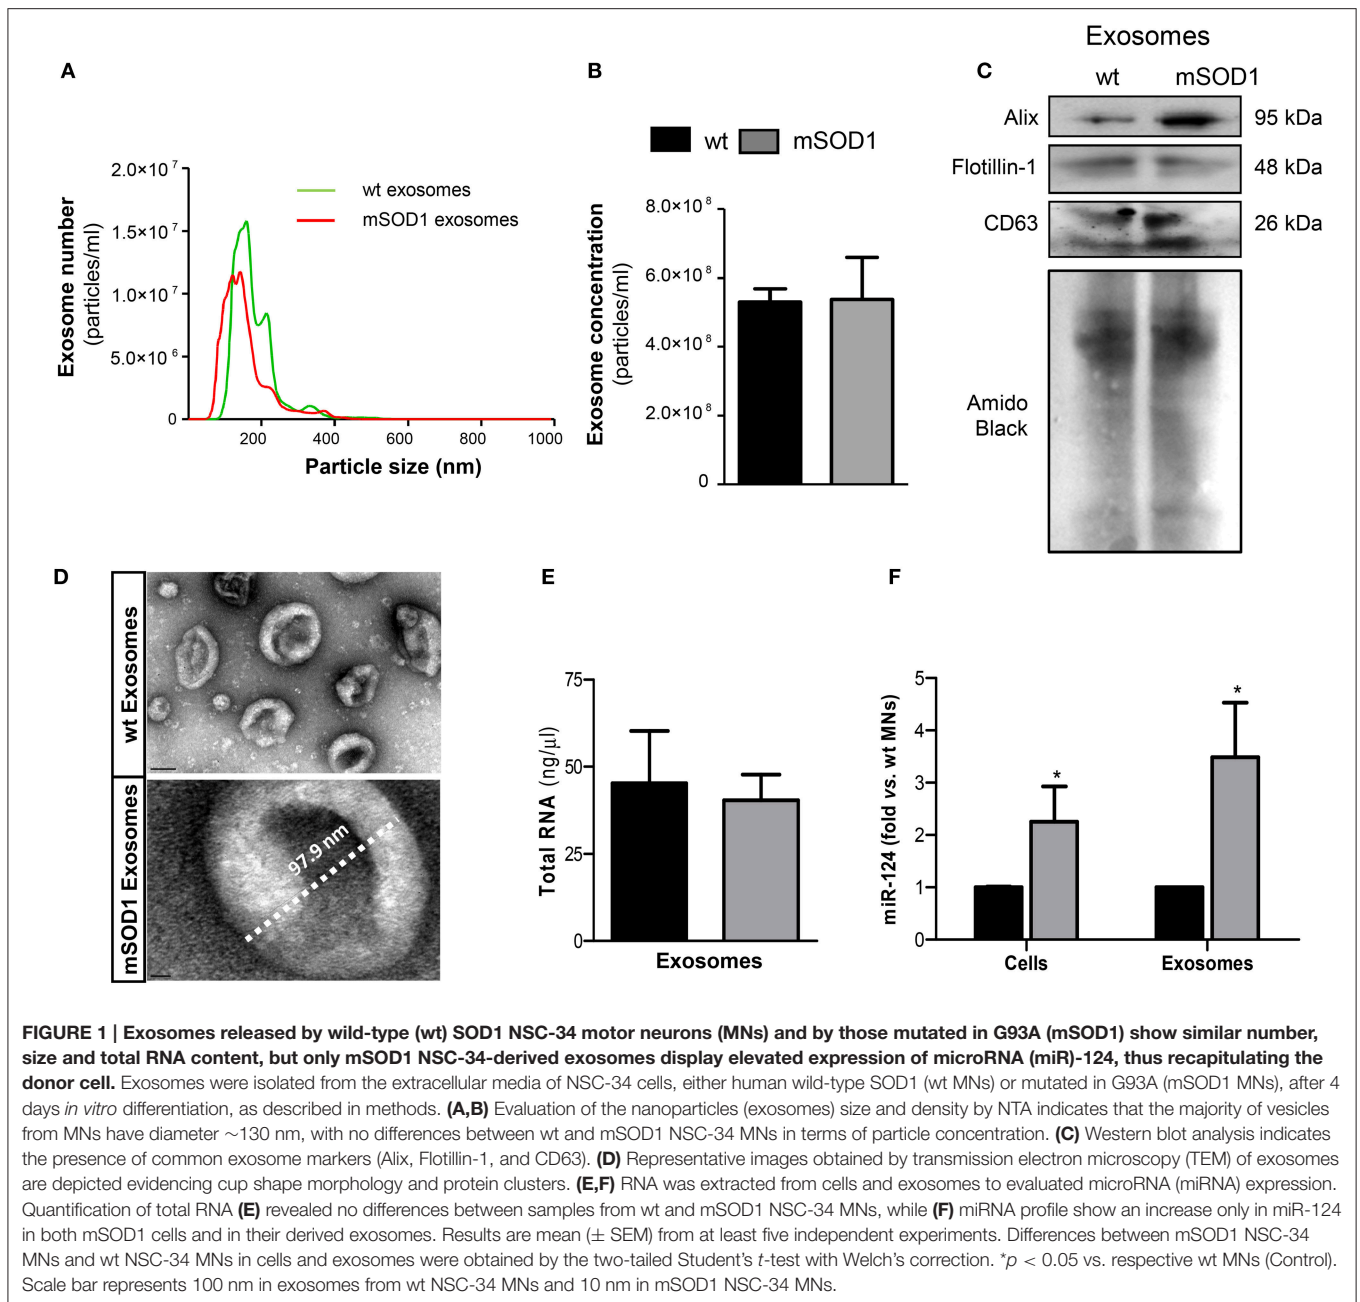 A
2.0×10⁷
1.5×10⁷
1.0×10⁷
5.0×10⁶
0
Exosome number
(particles/ml)
wt exosomes
mSOD1 exosomes
200
400
600
800
1000
Particle size (nm)
B
wt
mSOD1
8.0×10⁸
6.0×10⁸
4.0×10⁸
2.0×10⁸
0
Exosome concentration
(particles/ml)
C
Exosomes
wt mSOD1
Alix 95 kDa
Flotillin-1 48 kDa
CD63 26 kDa
Amido
Black
D
wt Exosomes
mSOD1 Exosomes
97.9 nm
E
75
50
25
0
Total RNA (ng/µl)
Exosomes
F
5
4
3
2
1
0
miR-124 (fold vs. wt MNs)
*
*
Cells
Exosomes
FIGURE 1 | Exosomes released by wild-type (wt) SOD1 NSC-34 motor neurons (MNs) and by those mutated in G93A (mSOD1) show similar number,
size and total RNA content, but only mSOD1 NSC-34-derived exosomes display elevated expression of microRNA (miR)-124, thus recapitulating the
donor cell. Exosomes were isolated from the extracellular media of NSC-34 cells, either human wild-type SOD1 (wt MNs) or mutated in G93A (mSOD1 MNs), after 4
days in vitro differentiation, as described in methods. (A,B) Evaluation of the nanoparticles (exosomes) size and density by NTA indicates that the majority of vesicles
from MNs have diameter ∼130 nm, with no differences between wt and mSOD1 NSC-34 MNs in terms of particle concentration. (C) Western blot analysis indicates
the presence of common exosome markers (Alix, Flotillin-1, and CD63). (D) Representative images obtained by transmission electron microscopy (TEM) of exosomes
are depicted evidencing cup shape morphology and protein clusters. (E,F) RNA was extracted from cells and exosomes to evaluated microRNA (miRNA) expression.
Quantification of total RNA (E) revealed no differences between samples from wt and mSOD1 NSC-34 MNs, while (F) miRNA profile show an increase only in miR-124
in both mSOD1 cells and in their derived exosomes. Results are mean (± SEM) from at least five independent experiments. Differences between mSOD1 NSC-34
MNs and wt NSC-34 MNs in cells and exosomes were obtained by the two-tailed Student's t-test with Welch's correction. *p < 0.05 vs. respective wt MNs (Control).
Scale bar represents 100 nm in exosomes from wt NSC-34 MNs and 10 nm in mSOD1 NSC-34 MNs.